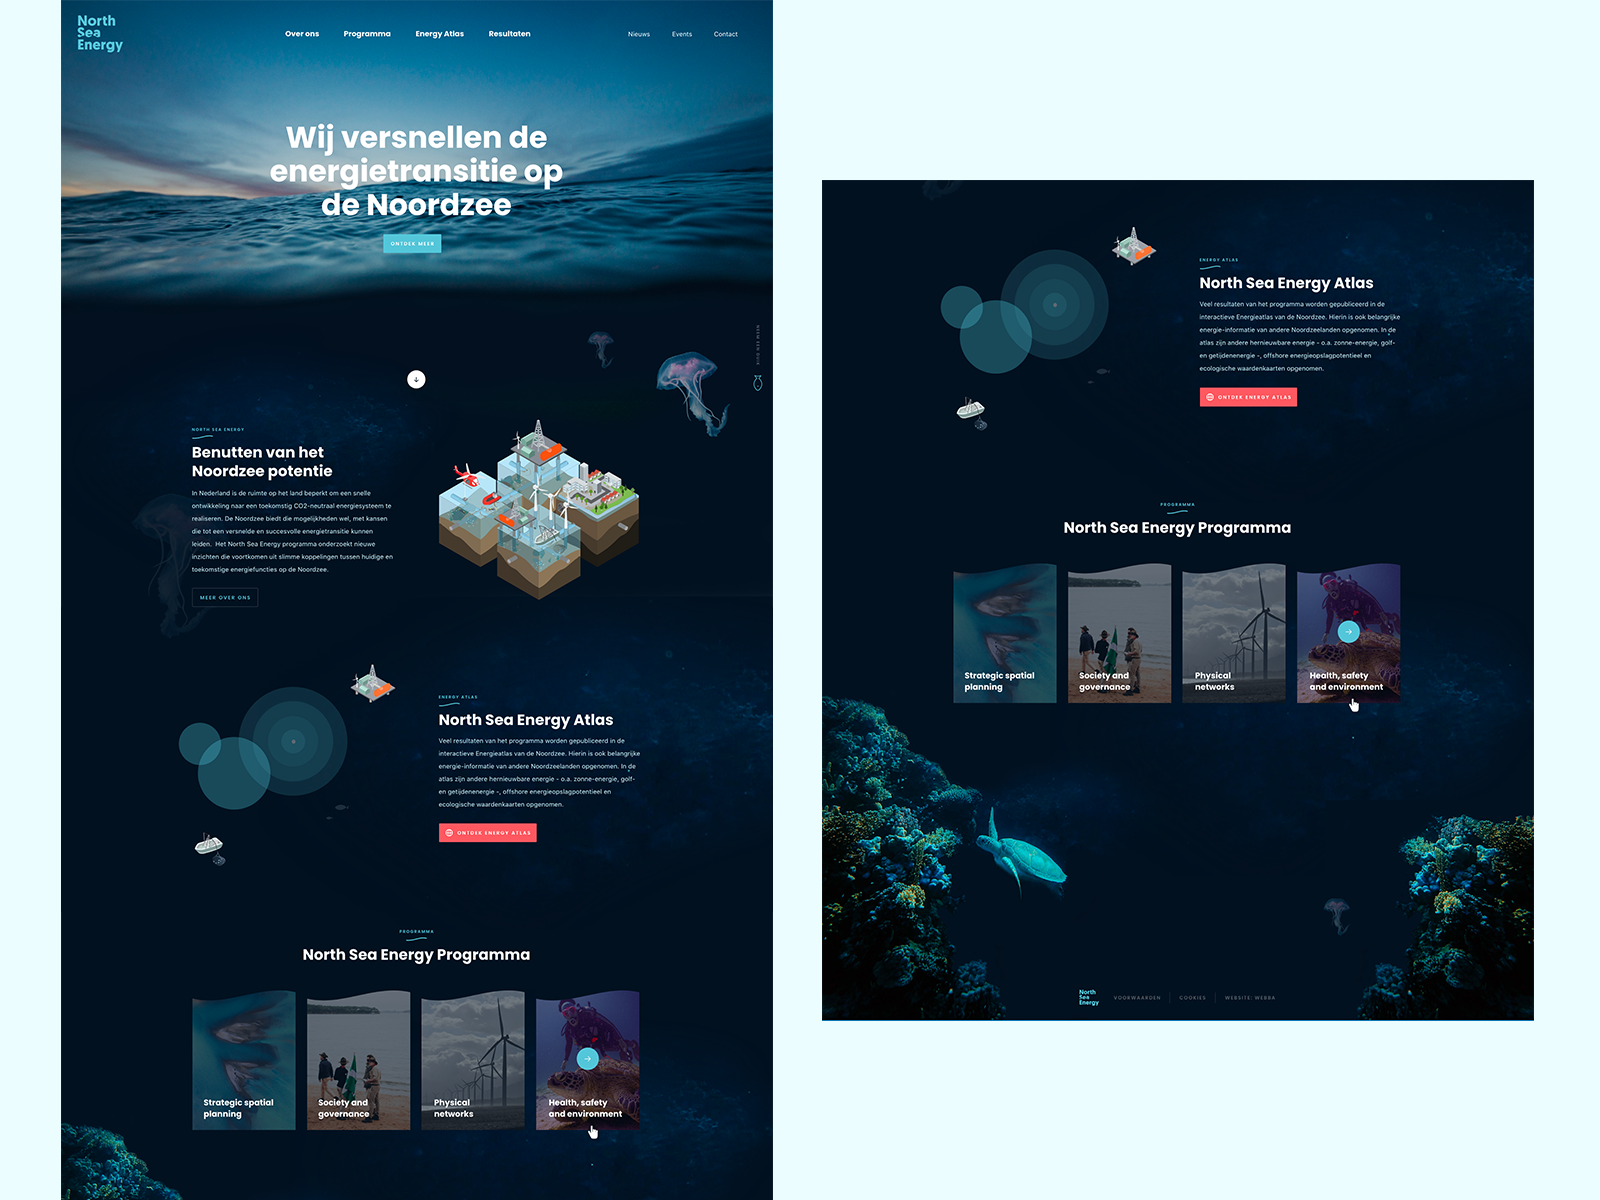 North
Sea
Energy
Over ons
Programma
Energy Atlas
Resultaten
Nieuws
Events
Contact
Wij versnellen de
energietransitie op
de Noordzee
ONTDEK MEER
NEEM EEN DUIK
NORTH SEA ENERGY
Benutten van het
Noordzee potentie
In Nederland is de ruimte op het land beperkt om een snelle
ontwikkeling naar een toekomstig CO2-neutraal energiesysteem te
realiseren. De Noordzee biedt die mogelijkheden wel, met kansen
die tot een versnelde en succesvolle energietransitie kunnen
leiden. Het North Sea Energy programma onderzoekt nieuwe
inzichten die voortkomen uit slimme koppelingen tussen huidige en
toekomstige energiefuncties op de Noordzee.
MEER OVER ONS
ENERGY ATLAS
North Sea Energy Atlas
Veel resultaten van het programma worden gepubliceerd in de
interactieve Energieatlas van de Noordzee. Hierin is ook belangrijke
energie-informatie van andere Noordzeelanden opgenomen. In de
atlas zijn andere hernieuwbare energie - o.a. zonne-energie, golf-
en getijdenenergie -, offshore energieopslagpotentieel en
ecologische waardenkaarten opgenomen.
ONTDEK ENERGY ATLAS
PROGRAMMA
North Sea Energy Programma
Strategic spatial
planning
Society and
governance
Physical
networks
Health, safety
and environment
ENERGY ATLAS
North Sea Energy Atlas
Veel resultaten van het programma worden gepubliceerd in de
interactieve Energieatlas van de Noordzee. Hierin is ook belangrijke
energie-informatie van andere Noordzeelanden opgenomen. In de
atlas zijn andere hernieuwbare energie - o.a. zonne-energie, golf-
en getijdenenergie -, offshore energieopslagpotentieel en
ecologische waardenkaarten opgenomen.
ONTDEK ENERGY ATLAS
PROGRAMMA
North Sea Energy Programma
Strategic spatial
planning
Society and
governance
Physical
networks
Health, safety
and environment
North
Sea
Energy
VOORWAARDEN
COOKIES
WEBSITE: WEBBA